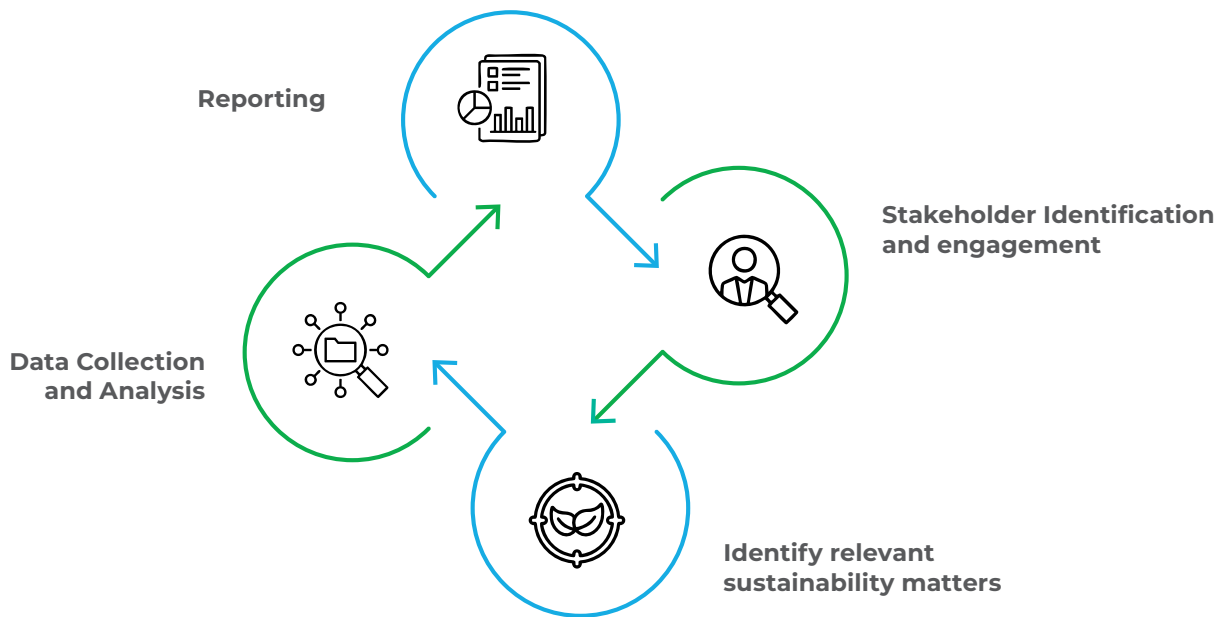 Reporting
Stakeholder Identification
and engagement
Data Collection
and Analysis
Identify relevant
sustainability matters